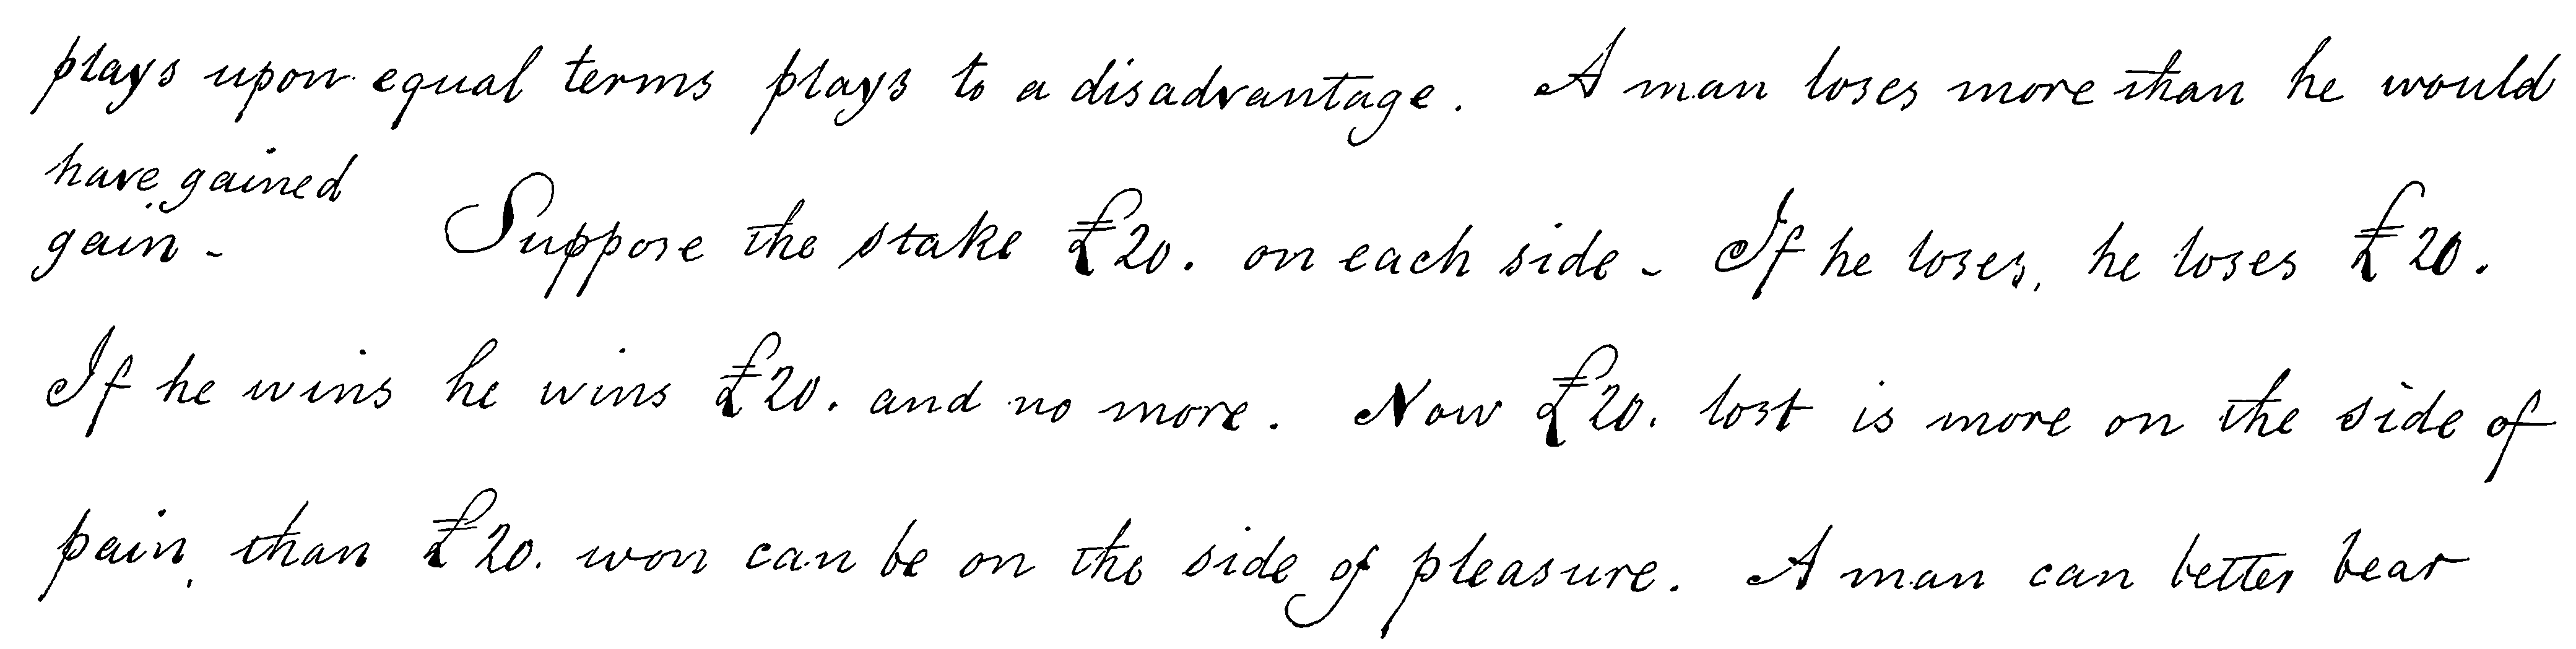 plays upon equal terms plays to a disadvantage. A man loses more than he would
have gained
gain - Suppose the stake £20. on each side - If he loses, he loses £20.
If he wins he wins £20. and no more. Now £20. lost is more on the side of
pain, than £20. won can be on the side of pleasure. A man can better bear